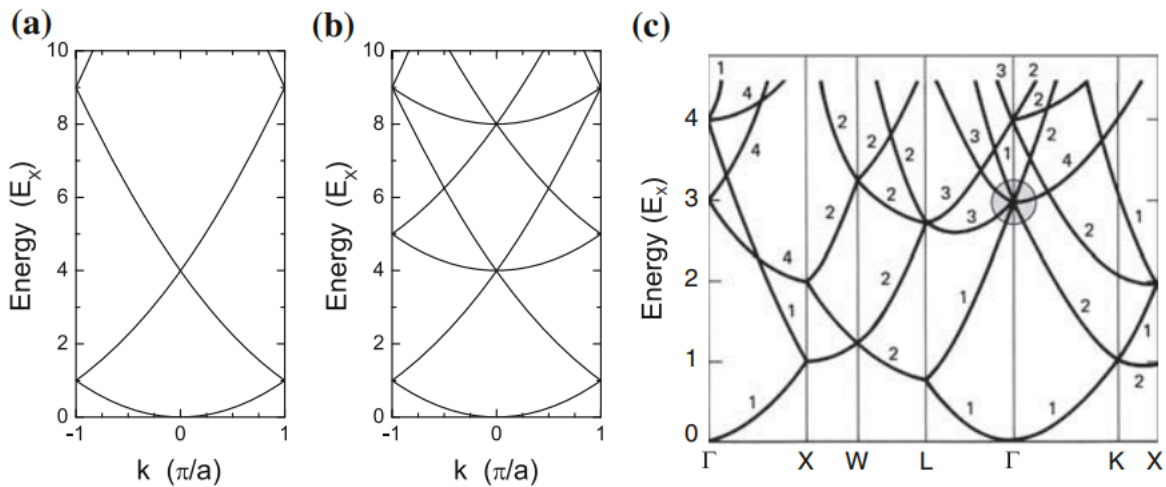 (a)
10
8
6
4
2
0
Energy (E_X)
-1 0 1
k (π/a)
(b)
10
8
6
4
2
0
Energy (E_X)
-1 0 1
k (π/a)
(c)
4
3
2
1
0
Energy (E_X)
1 3 2
4 2
2 2 3 2
4 2 1 4
3 3 1
2 2
4 2 1
1 1
2 2
1 1 1
Γ X W L Γ K X